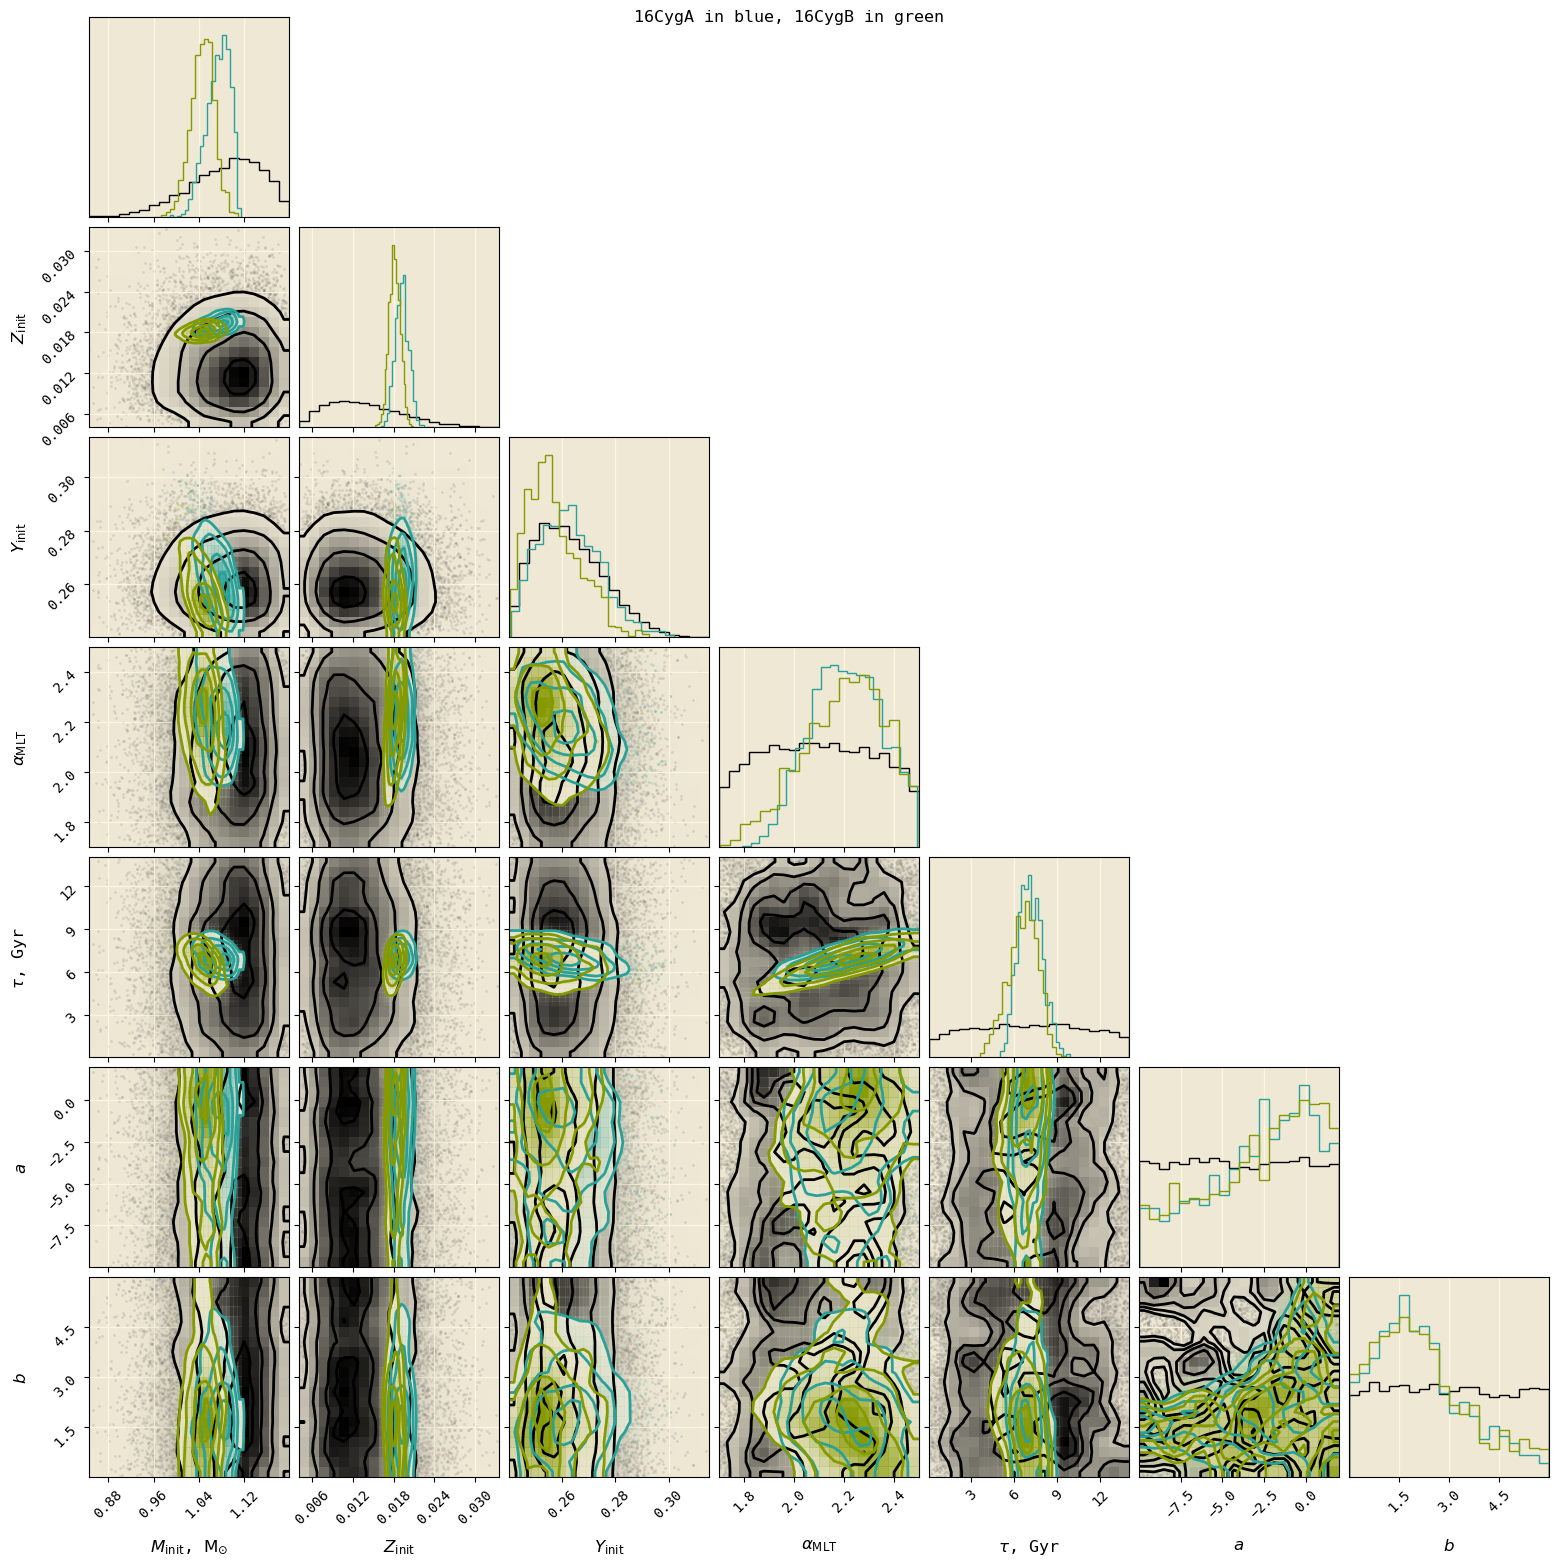 16CygA in blue, 16CygB in green
0.030
0.024
0.018
0.012
0.006
Z_init
0.30
0.28
0.26
Y_init
2.4
2.2
2.0
1.8
α_MLT
12
9
6
3
τ, Gyr
0.0
−2.5
−5.0
−7.5
a
4.5
3.0
1.5
b
0.88 0.96 1.04 1.12 0.006 0.012 0.018 0.024 0.030 0.26 0.28 0.30 1.8 2.0 2.2 2.4 3 6 9 12 −7.5 −5.0 −2.5 0.0 1.5 3.0 4.5
M_init, M_⊙ Z_init Y_init α_MLT τ, Gyr a b